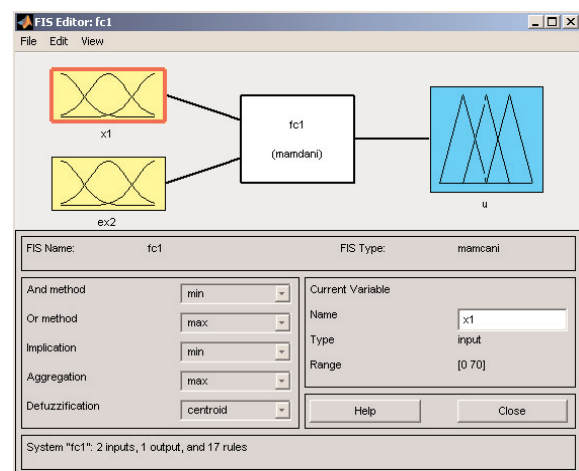 FIS Editor: fc1
File Edit View
x1
fc1
(mamdani)
u
ex2
FIS Name: fc1 FIS Type: mamcani
And method min
Or method max
Implication min
Aggregation max
Defuzzification centroid
Current Variable
Name x1
Type input
Range [0 70]
Help Close
System "fc1": 2 inputs, 1 output, and 17 rules